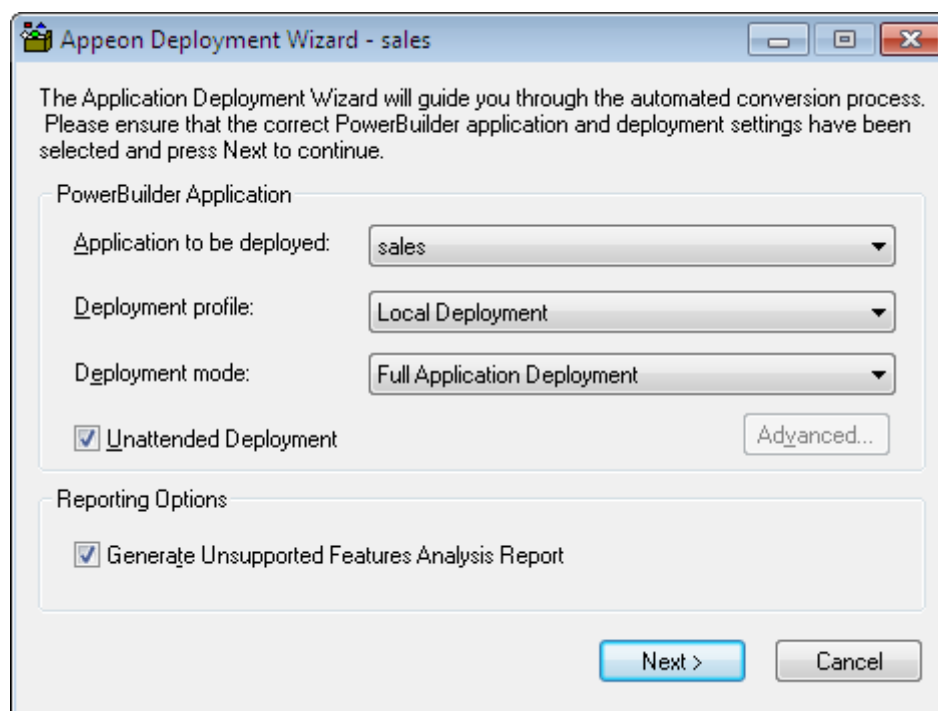 Appeon Deployment Wizard - sales
The Application Deployment Wizard will guide you through the automated conversion process.
Please ensure that the correct PowerBuilder application and deployment settings have been
selected and press Next to continue.
PowerBuilder Application
Application to be deployed: sales
Deployment profile: Local Deployment
Deployment mode: Full Application Deployment
Unattended Deployment Advanced...
Reporting Options
Generate Unsupported Features Analysis Report
Next > Cancel